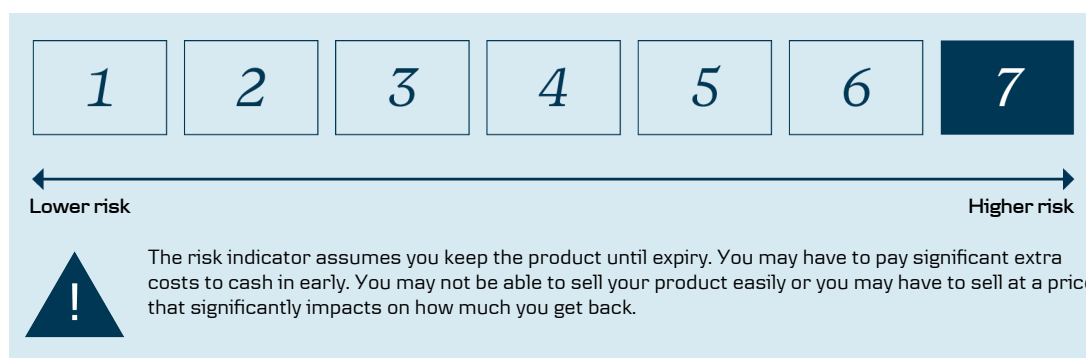 1 2 3 4 5 6 7
Lower risk Higher risk
!
The risk indicator assumes you keep the product until expiry. You may have to pay significant extra
costs to cash in early. You may not be able to sell your product easily or you may have to sell at a price
that significantly impacts on how much you get back.